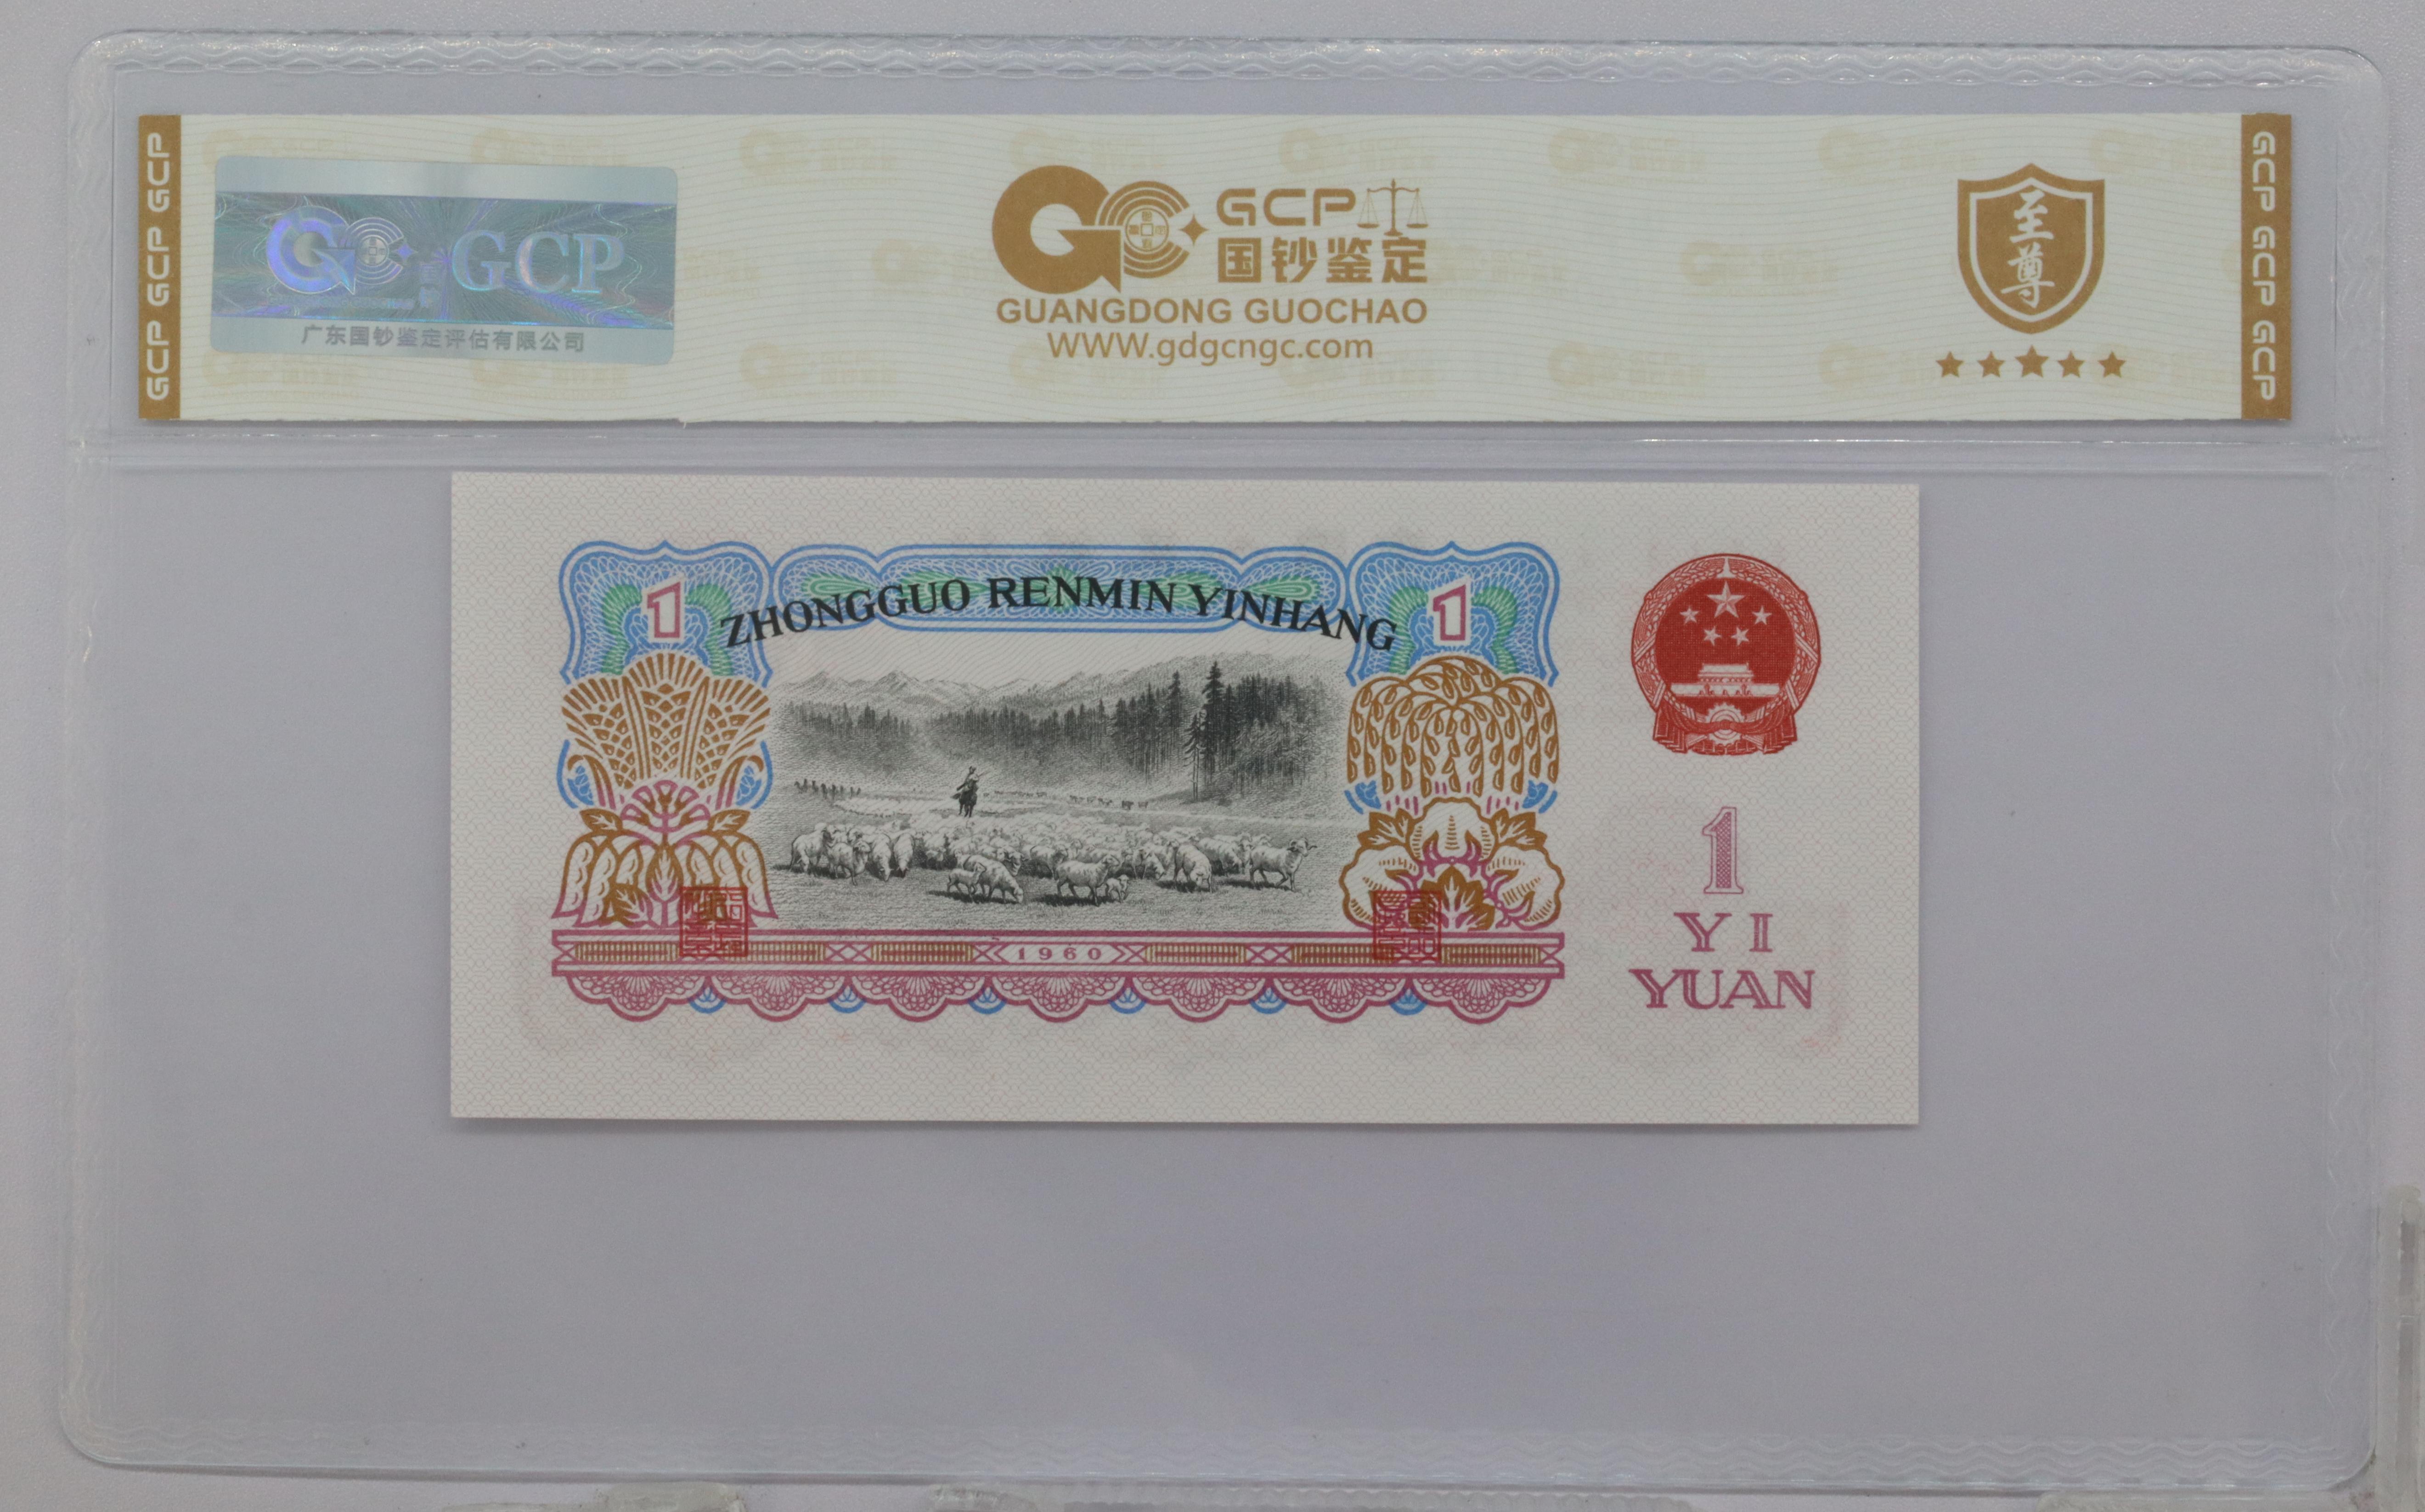 GCP GCP GCP
GCP
广东国钞鉴定评估有限公司
GCP
国钞鉴定
GUANGDONG GUOCHAO
WWW.gdgcngc.com
至尊
GCP GCP GCP
ZHONGGUO RENMIN YINHANG
1
1
1960
1
YI
YUAN